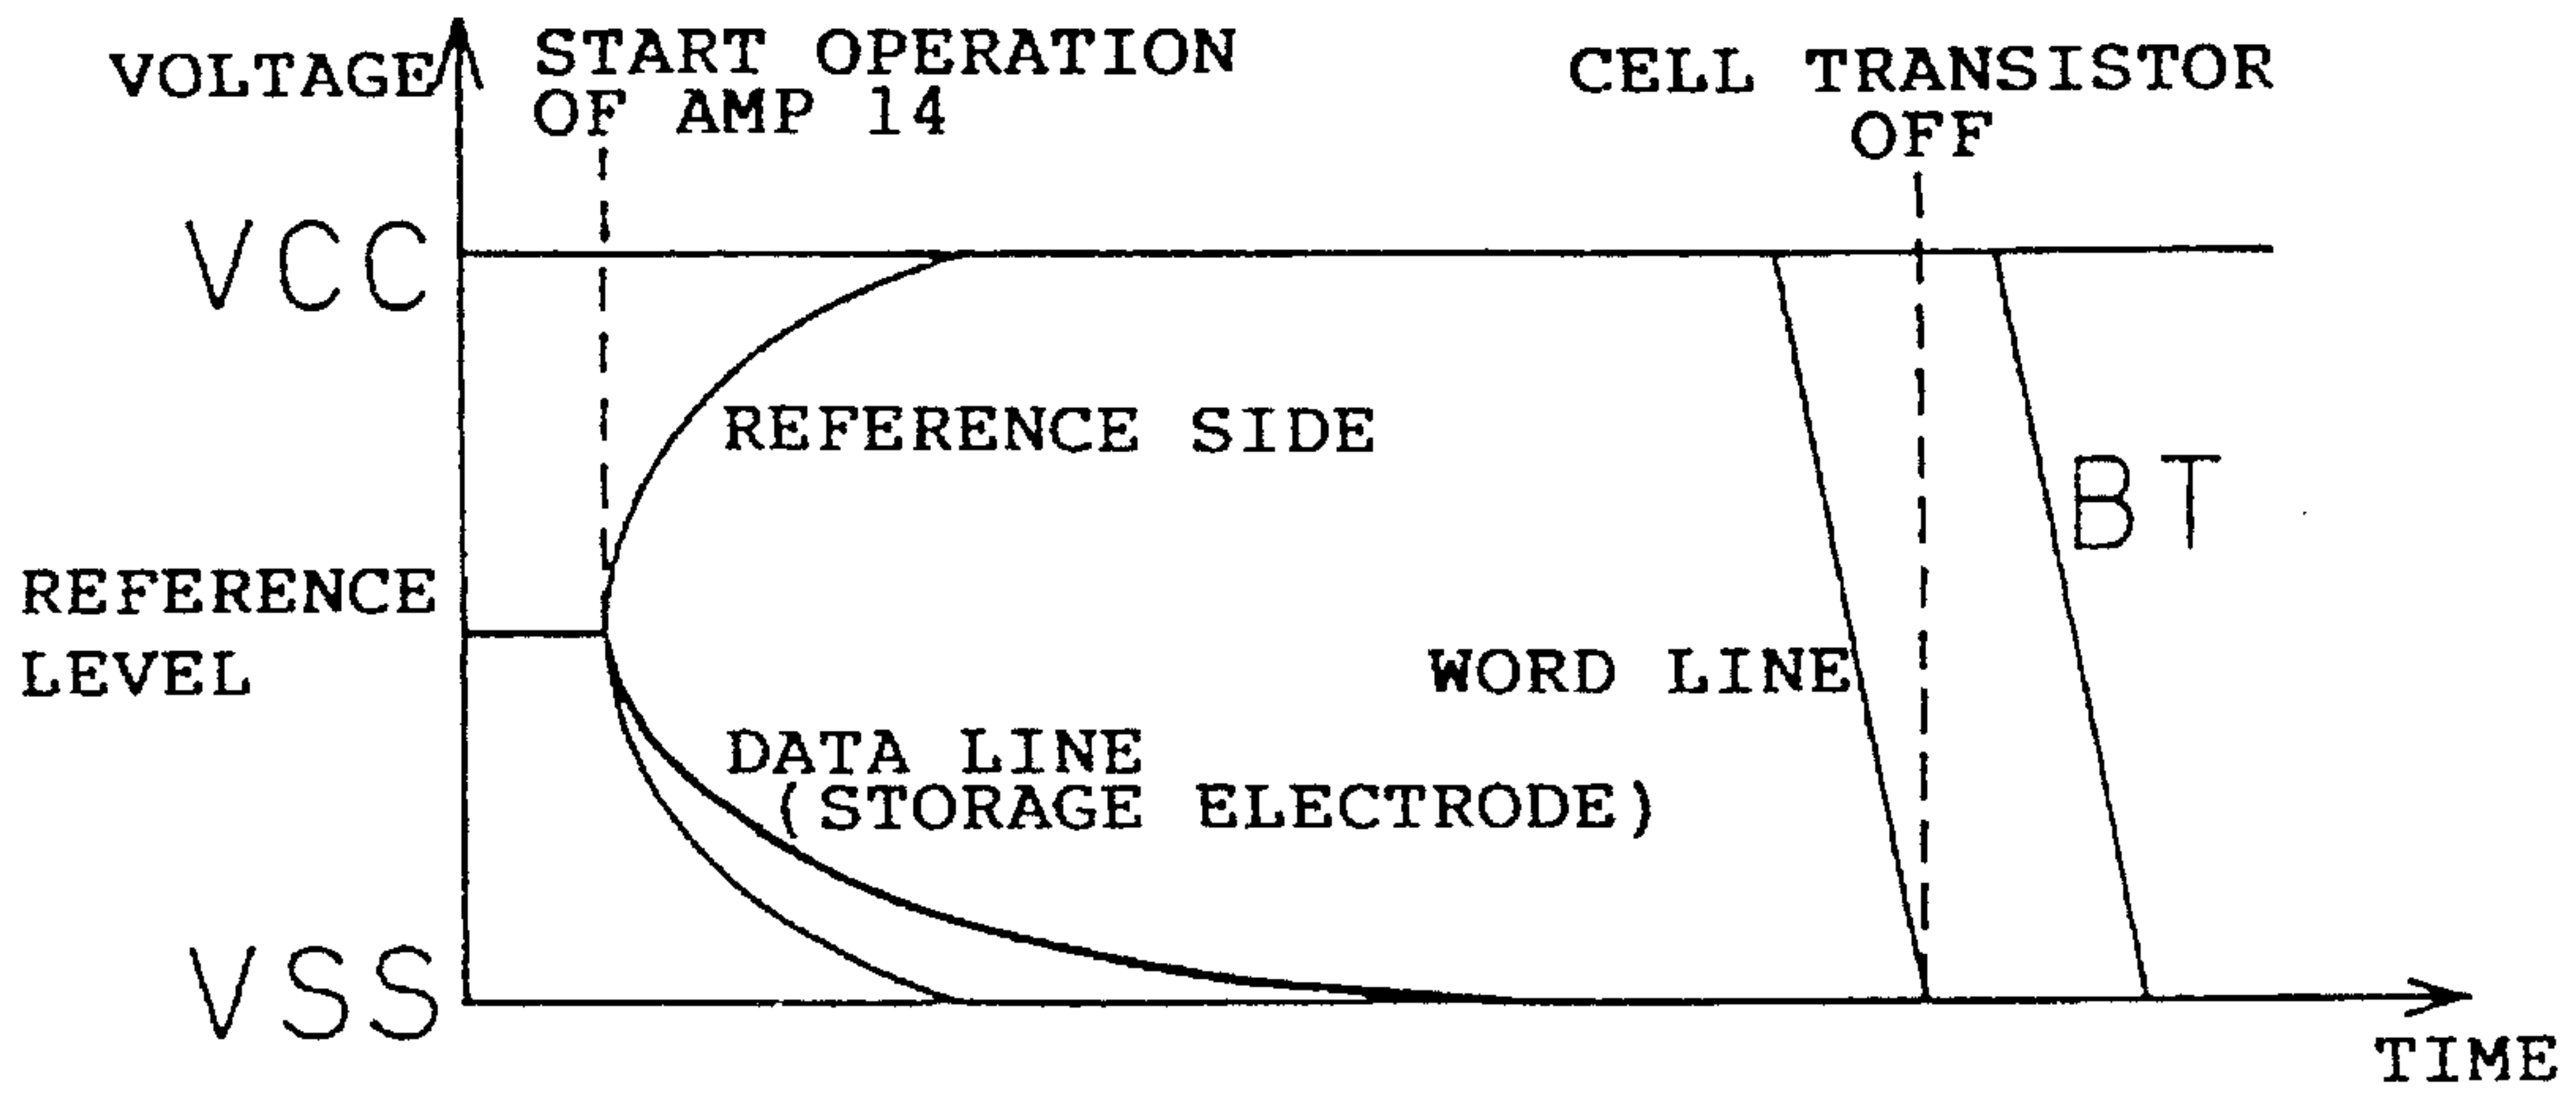 VOLTAGE
START OPERATION
OF AMP 14
CELL TRANSISTOR
OFF
VCC
REFERENCE SIDE
BT
REFERENCE
LEVEL
WORD LINE
DATA LINE
(STORAGE ELECTRODE)
VSS
TIME